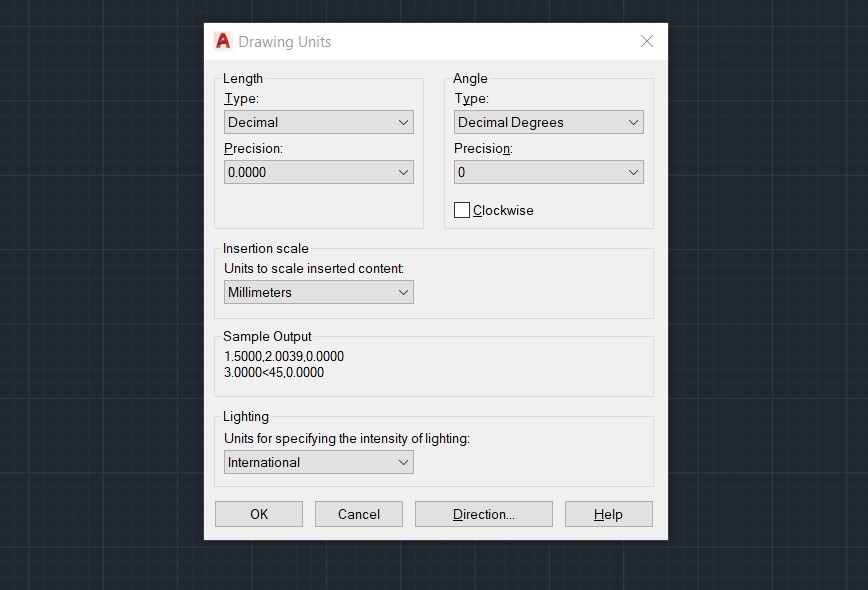 Drawing Units
Length
Type:
Decimal
Precision:
0.0000
Angle
Type:
Decimal Degrees
Precision:
0
Clockwise
Insertion scale
Units to scale inserted content:
Millimeters
Sample Output
1.5000,2.0039,0.0000
3.0000<45,0.0000
Lighting
Units for specifying the intensity of lighting:
International
OK Cancel Direction... Help